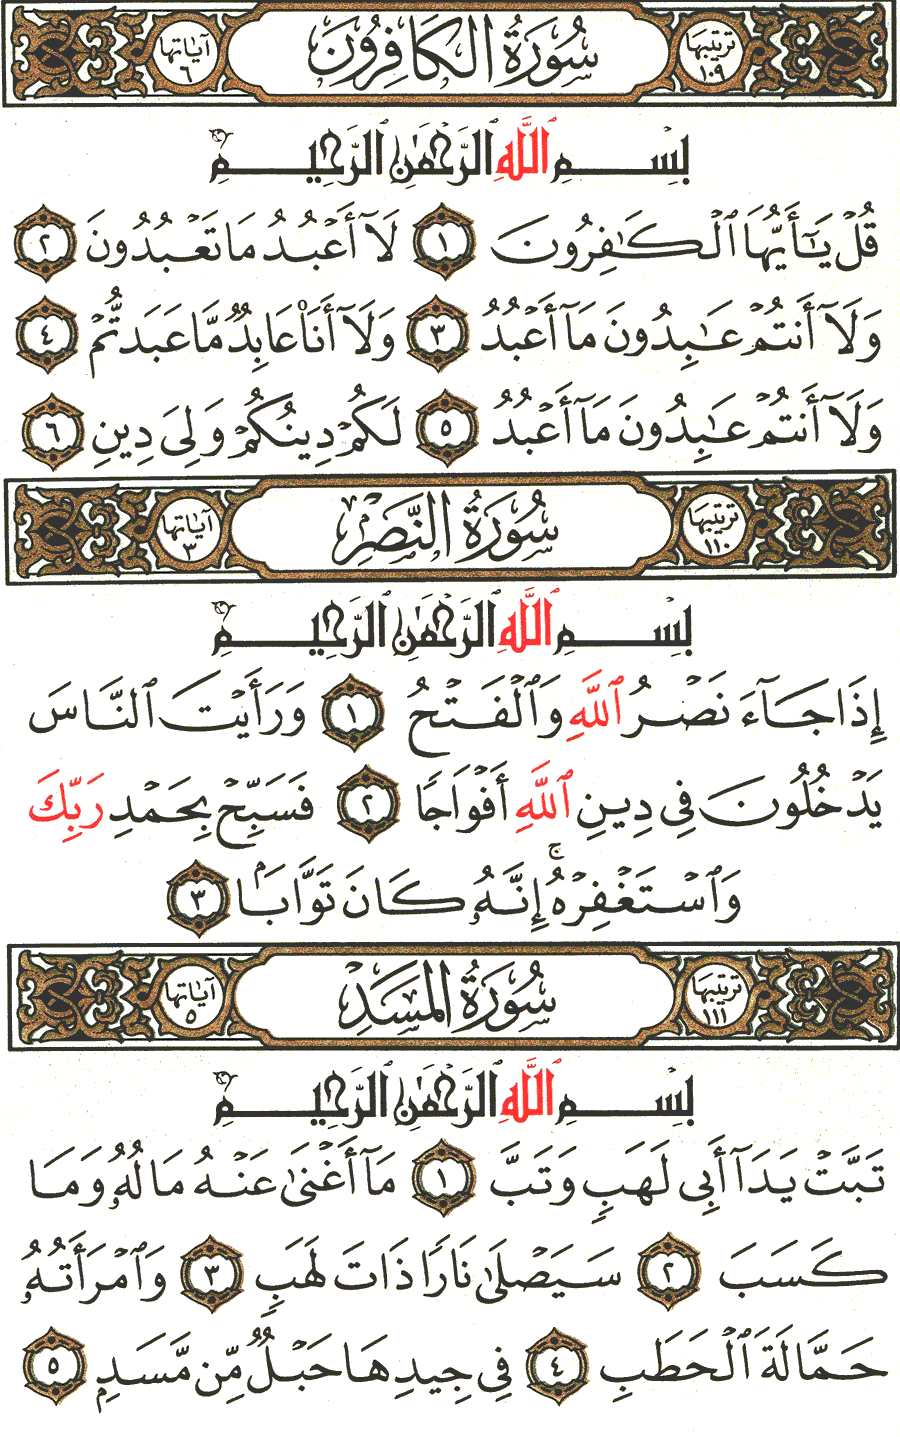 ترتيبها ١٠٩ سُورَةُ الكَافِرُونَ آياتها ٦
بِسْمِ ٱللَّهِ ٱلرَّحْمَٰنِ ٱلرَّحِيمِ
قُلْ يَٰٓأَيُّهَا ٱلْكَٰفِرُونَ ١ لَآ أَعْبُدُ مَا تَعْبُدُونَ ٢
وَلَآ أَنتُمْ عَٰبِدُونَ مَآ أَعْبُدُ ٣ وَلَآ أَنَا۠ عَابِدٌ مَّا عَبَدتُّمْ ٤
وَلَآ أَنتُمْ عَٰبِدُونَ مَآ أَعْبُدُ ٥ لَكُمْ دِينُكُمْ وَلِىَ دِينِ ٦
ترتيبها ١١٠ سُورَةُ النَّصْرِ آياتها ٣
بِسْمِ ٱللَّهِ ٱلرَّحْمَٰنِ ٱلرَّحِيمِ
إِذَا جَآءَ نَصْرُ ٱللَّهِ وَٱلْفَتْحُ ١ وَرَأَيْتَ ٱلنَّاسَ
يَدْخُلُونَ فِى دِينِ ٱللَّهِ أَفْوَاجًا ٢ فَسَبِّحْ بِحَمْدِ رَبِّكَ
وَٱسْتَغْفِرْهُ ۚ إِنَّهُۥ كَانَ تَوَّابَۢا ٣
ترتيبها ١١١ سُورَةُ المَسَدِ آياتها ٥
بِسْمِ ٱللَّهِ ٱلرَّحْمَٰنِ ٱلرَّحِيمِ
تَبَّتْ يَدَآ أَبِى لَهَبٍ وَتَبَّ ١ مَآ أَغْنَىٰ عَنْهُ مَالُهُۥ وَمَا
كَسَبَ ٢ سَيَصْلَىٰ نَارًا ذَاتَ لَهَبٍ ٣ وَٱمْرَأَتُهُۥ
حَمَّالَةَ ٱلْحَطَبِ ٤ فِى جِيدِهَا حَبْلٌ مِّن مَّسَدٍۭ ٥